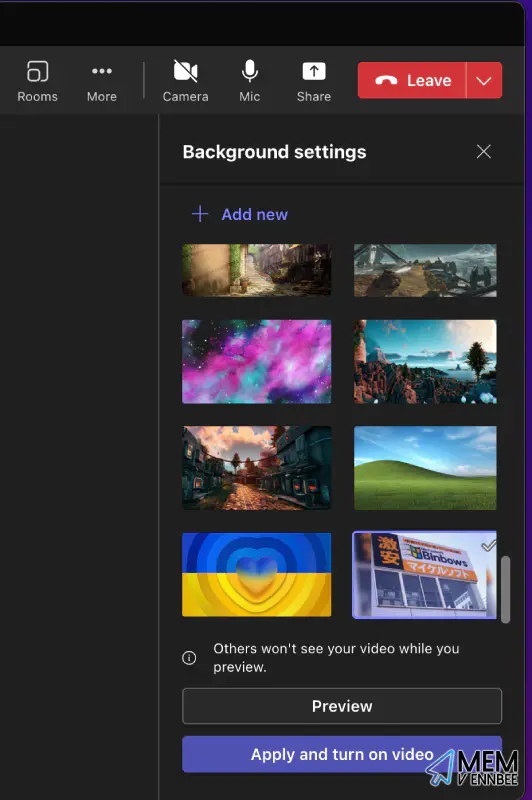 Rooms
More
Camera
Mic
Share
Leave
Background settings
Add new
激
安
Binbows
マイケルソフト
Others won't see your video while you
preview.
Preview
Apply and turn on video
MEM
VENNBEE